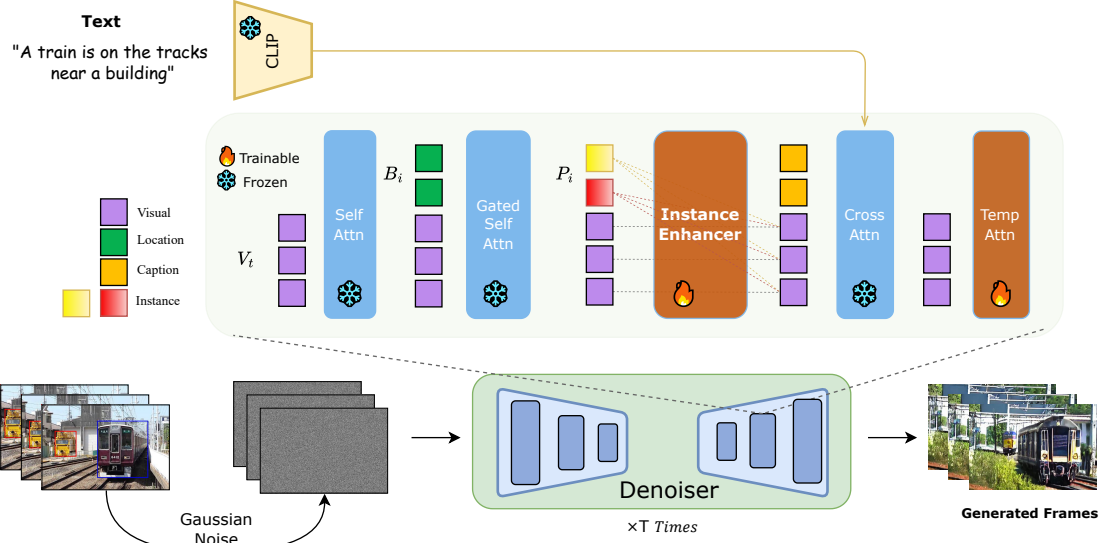 Text
"A train is on the tracks
near a building"
CLIP
Trainable
Frozen
Visual
Location
Caption
Instance
V_t
Self
Attn
B_i
Gated
Self
Attn
P_i
Instance
Enhancer
Cross
Attn
Temp
Attn
Gaussian
Noise
Denoiser
×T Times
Generated Frames